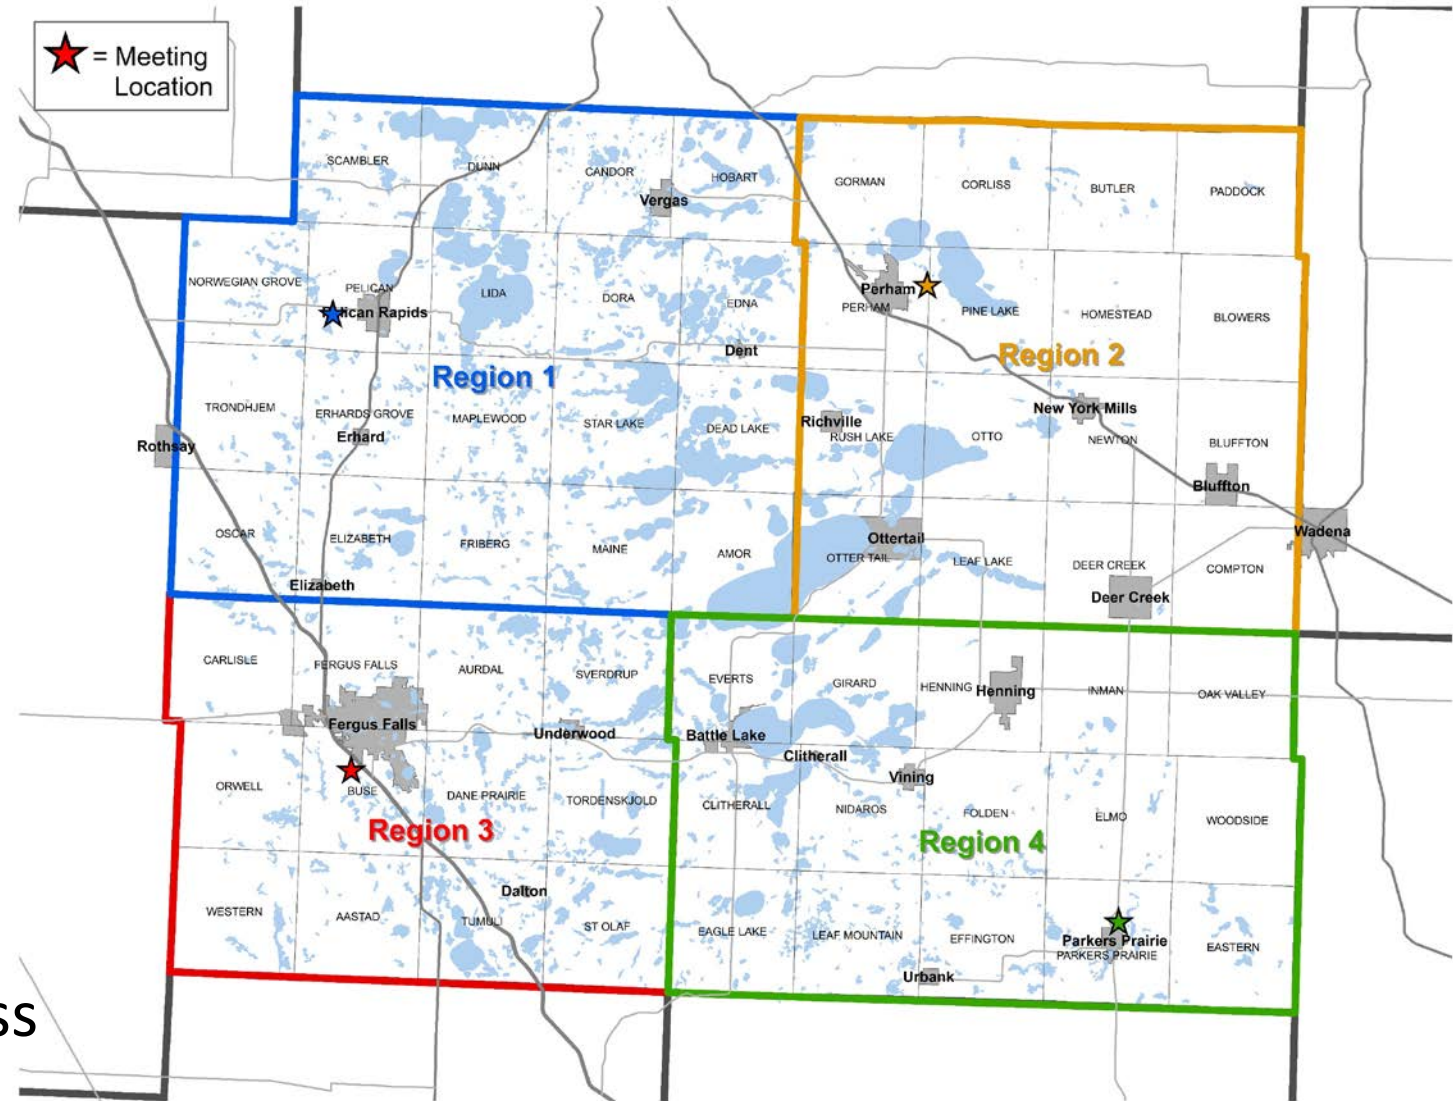 = Meeting
Location
SCAMBLER
DUNN
CANDOR
HOBART
Vergas
GORMAN
CORLISS
BUTLER
PADDOCK
NORWEGIAN GROVE
PELICAN
Pelican Rapids
LIDA
DORA
EDNA
Dent
Perham
PERHAM
PINE LAKE
HOMESTEAD
BLOWERS
Region 1
Region 2
TRONDHJEM
ERHARDS GROVE
Erhard
MAPLEWOOD
STAR LAKE
DEAD LAKE
Richville
RUSH LAKE
OTTO
New York Mills
NEWTON
BLUFFTON
Bluffton
Rothsay
OSCAR
ELIZABETH
Elizabeth
FRIBERG
MAINE
AMOR
Ottertail
OTTER TAIL
LEAF LAKE
DEER CREEK
Deer Creek
COMPTON
Wadena
CARLISLE
FERGUS FALLS
Fergus Falls
AURDAL
SVERDRUP
Underwood
EVERTS
Battle Lake
GIRARD
Clitherall
HENNING
Henning
INMAN
OAK VALLEY
Vining
ORWELL
BUSE
DANE PRAIRIE
TORDENSKJOLD
CLITHERALL
NIDAROS
FOLDEN
ELMO
WOODSIDE
Region 3
Region 4
WESTERN
AASTAD
TUMULI
Dalton
ST OLAF
EAGLE LAKE
LEAF MOUNTAIN
EFFINGTON
Parkers Prairie
PARKERS PRAIRIE
EASTERN
Urbank
ss